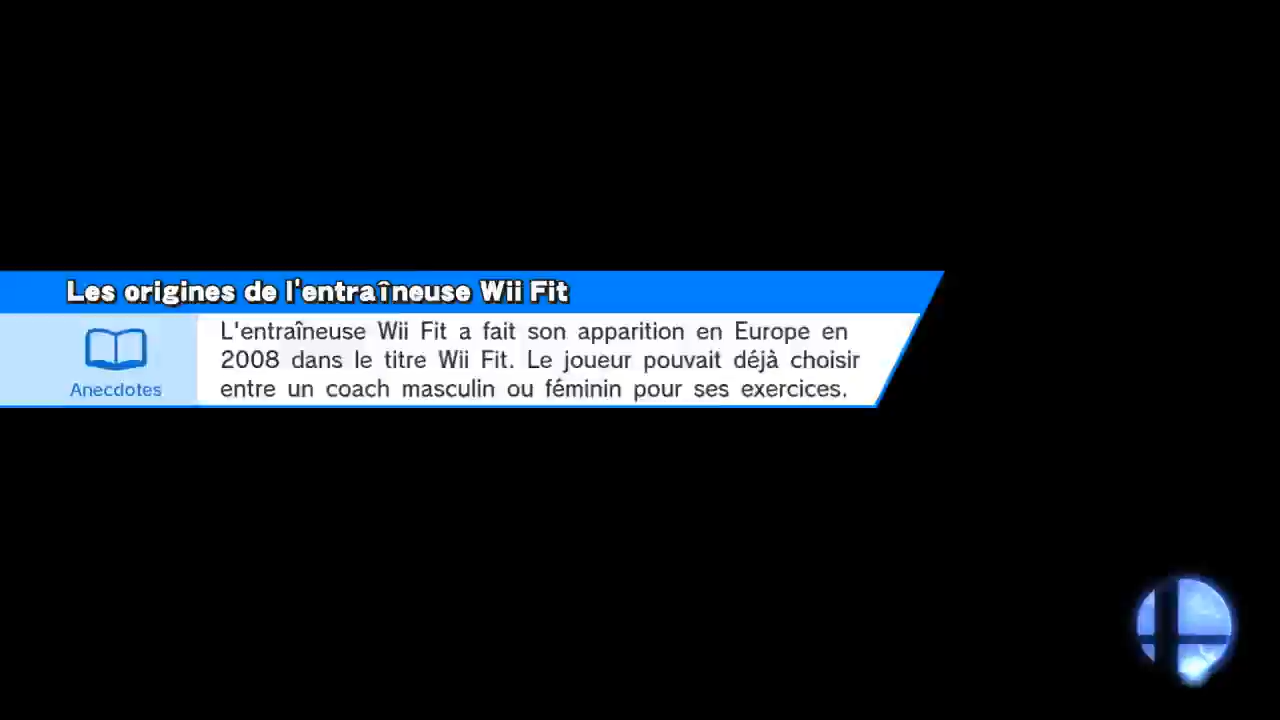 Les origines de l'entraîneuse Wii Fit
L'entraîneuse Wii Fit a fait son apparition en Europe en
2008 dans le titre Wii Fit. Le joueur pouvait déjà choisir
entre un coach masculin ou féminin pour ses exercices.
Anecdotes